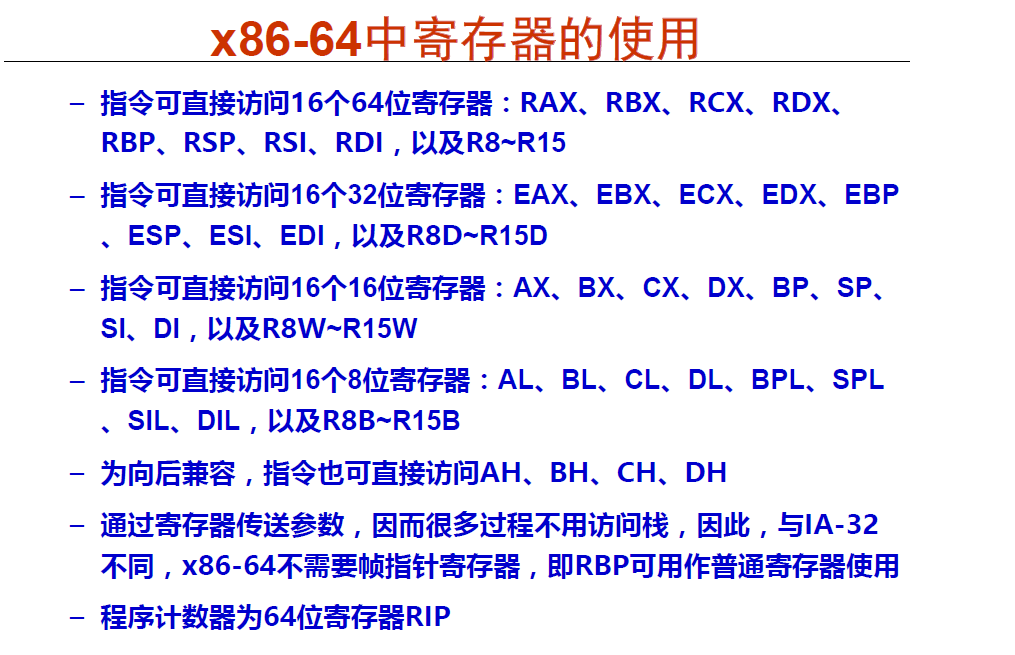 x86-64中寄存器的使用
– 指令可直接访问16个64位寄存器：RAX、RBX、RCX、RDX、
RBP、RSP、RSI、RDI，以及R8~R15
– 指令可直接访问16个32位寄存器：EAX、EBX、ECX、EDX、EBP
、ESP、ESI、EDI，以及R8D~R15D
– 指令可直接访问16个16位寄存器：AX、BX、CX、DX、BP、SP、
SI、DI，以及R8W~R15W
– 指令可直接访问16个8位寄存器：AL、BL、CL、DL、BPL、SPL
、SIL、DIL，以及R8B~R15B
– 为向后兼容，指令也可直接访问AH、BH、CH、DH
– 通过寄存器传送参数，因而很多过程不用访问栈，因此，与IA-32
不同，x86-64不需要帧指针寄存器，即RBP可用作普通寄存器使用
– 程序计数器为64位寄存器RIP